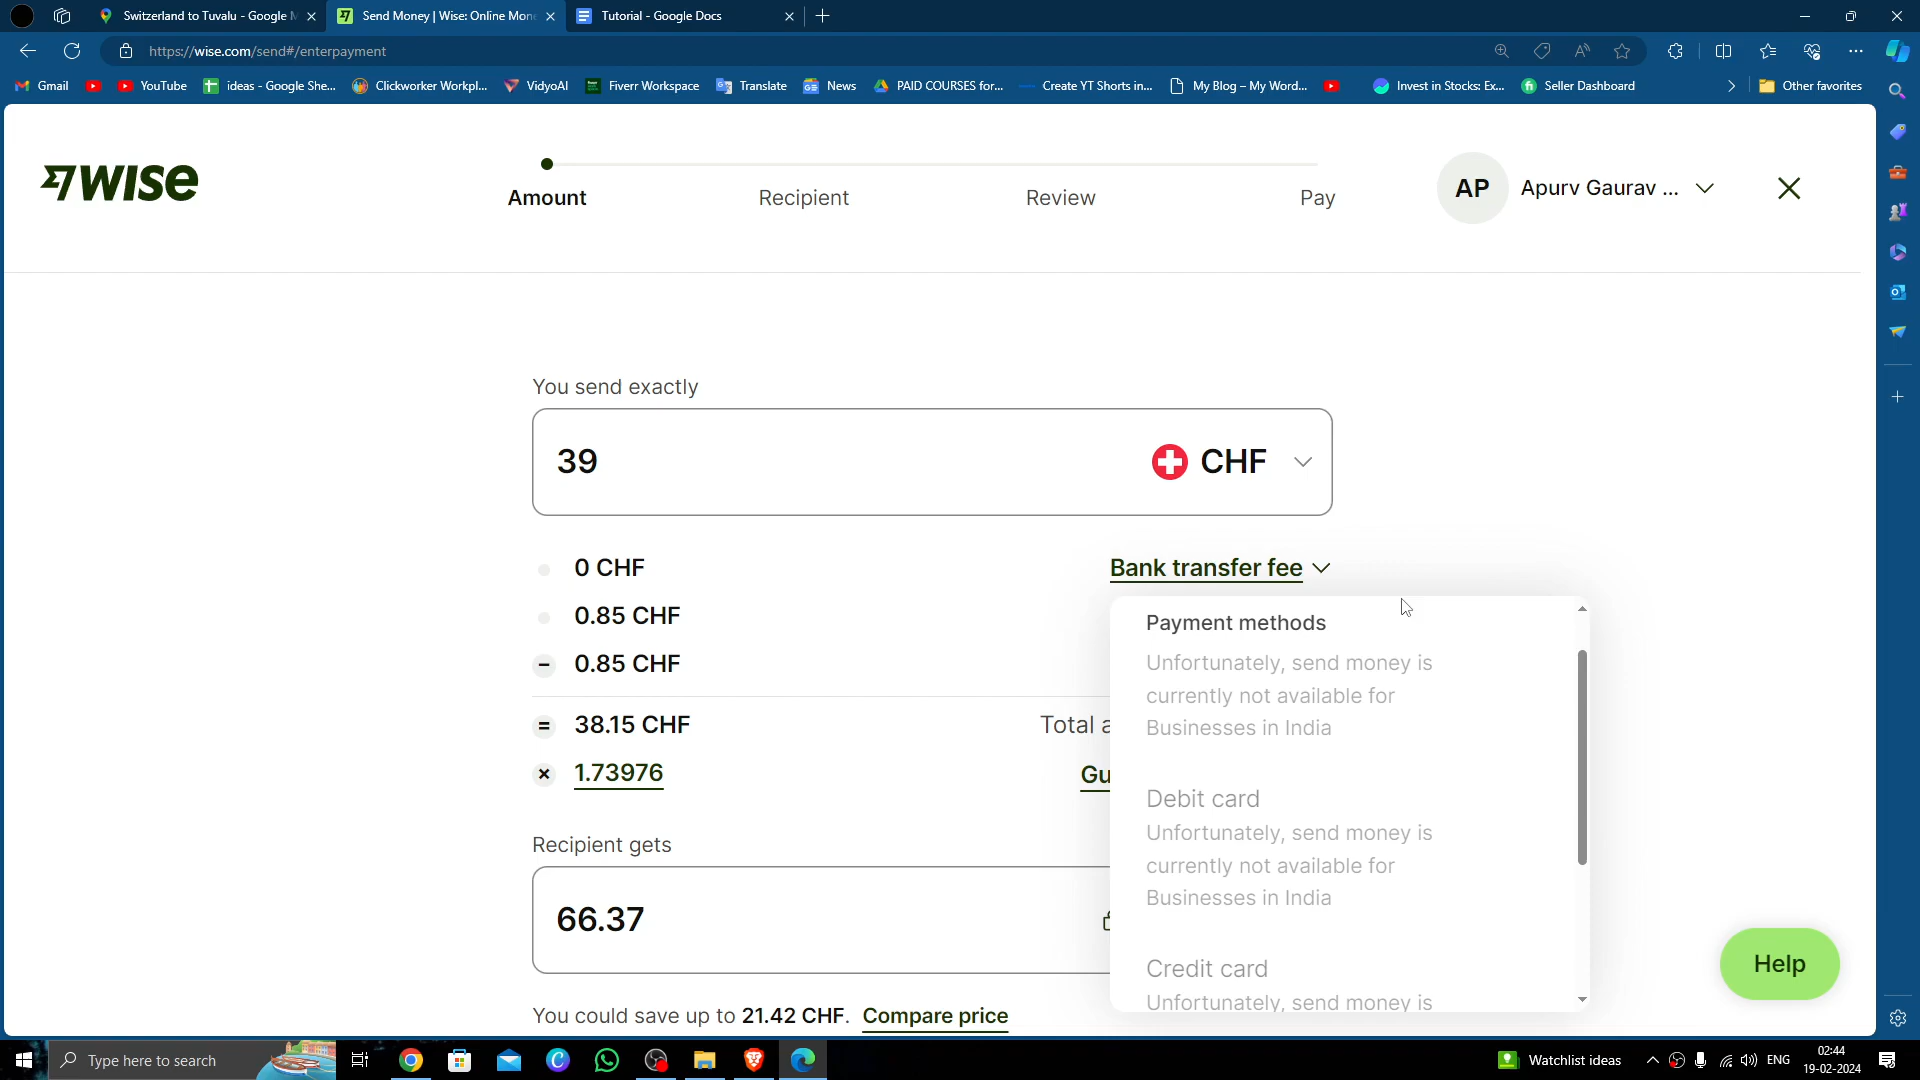 Switzerland to Tuvalu - Google M
Send Money | Wise: Online Mon
Tutorial - Google Docs
https://wise.com/send#/enterpayment
Gmail
YouTube
ideas - Google She...
Clickworker Workpl...
VidyoAI
Fiverr Workspace
Translate
News
PAID COURSES for...
Create YT Shorts in...
My Blog – My Word...
Invest in Stocks: Ex...
Seller Dashboard
Other favorites
WISE
Amount
Recipient
Review
Pay
AP
Apurv Gaurav ...
You send exactly
39
CHF
0 CHF
Bank transfer fee
0.85 CHF
− 0.85 CHF
= 38.15 CHF
Total a
× 1.73976
Gu
Payment methods
Unfortunately, send money is
currently not available for
Businesses in India
Debit card
Unfortunately, send money is
currently not available for
Businesses in India
Credit card
Unfortunately, send money is
Recipient gets
66.37
You could save up to 21.42 CHF. Compare price
Help
Type here to search
Watchlist ideas
ENG
02:44
19-02-2024